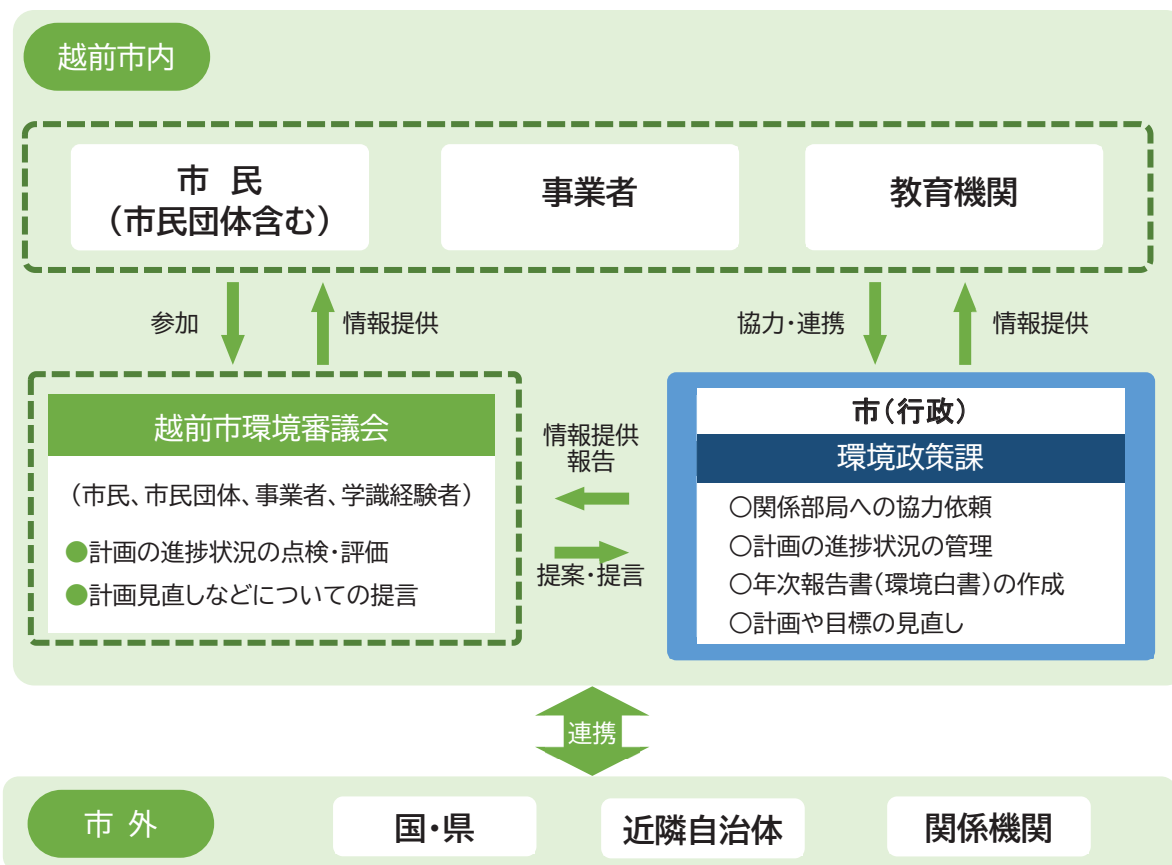 越前市内
市 民
（市民団体含む）
事業者
教育機関
参加
情報提供
協力・連携
情報提供
越前市環境審議会
（市民、市民団体、事業者、学識経験者）
●計画の進捗状況の点検・評価
●計画見直しなどについての提言
情報提供
報告
提案・提言
市（行政）
環境政策課
○関係部局への協力依頼
○計画の進捗状況の管理
○年次報告書（環境白書）の作成
○計画や目標の見直し
連携
市 外
国・県
近隣自治体
関係機関